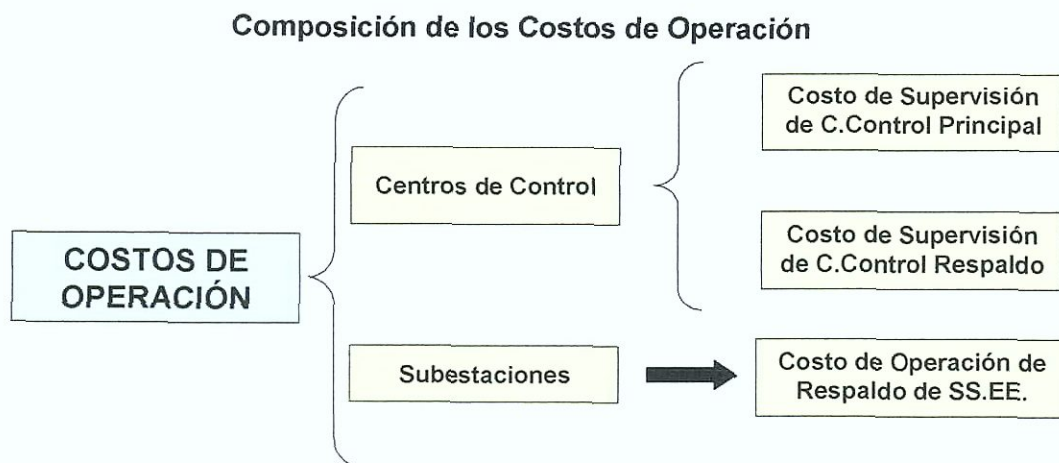 Composición de los Costos de Operación
Costo de Supervisión
de C.Control Principal
Centros de Control
Costo de Supervisión
de C.Control Respaldo
COSTOS DE
OPERACIÓN
Subestaciones
Costo de Operación de
Respaldo de SS.EE.